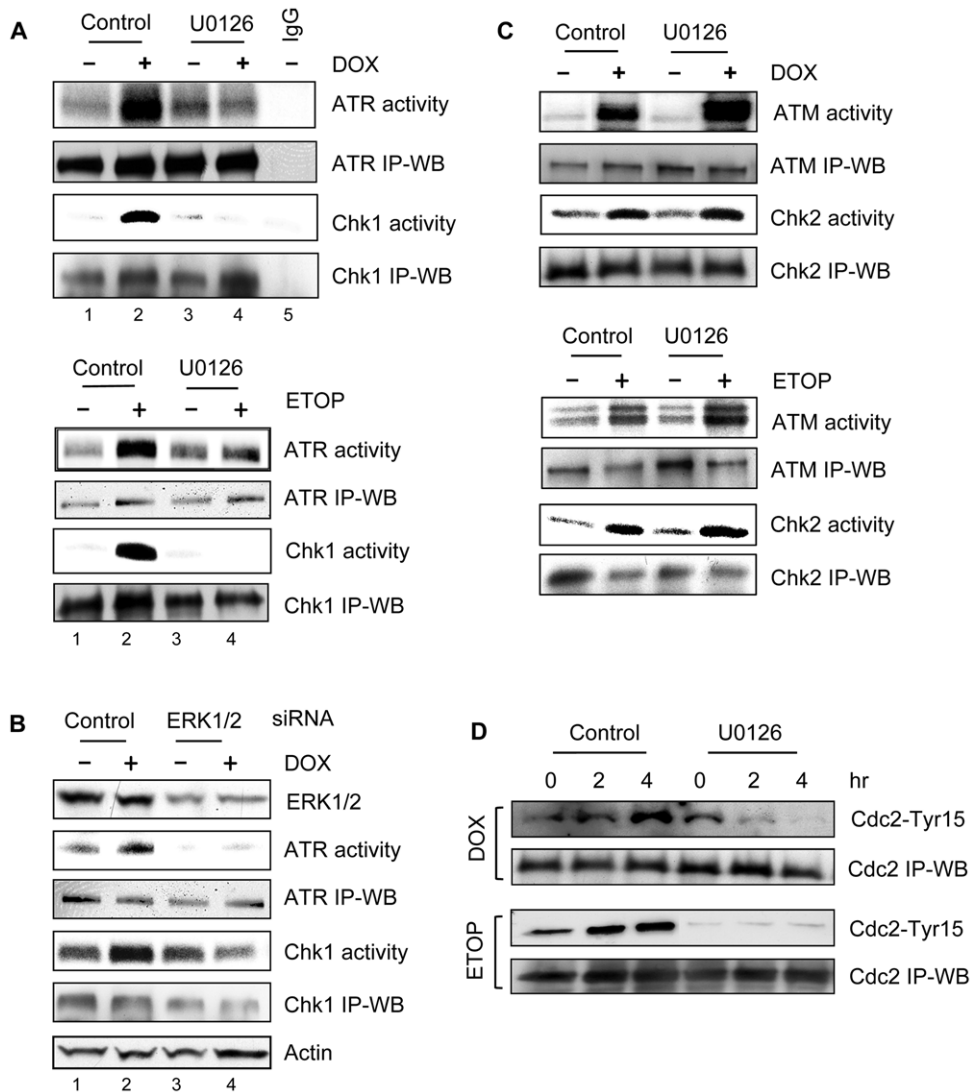 A
Control U0126 IgG
– + – + – DOX
ATR activity
ATR IP-WB
Chk1 activity
Chk1 IP-WB
1 2 3 4 5
Control U0126
– + – + ETOP
ATR activity
ATR IP-WB
Chk1 activity
Chk1 IP-WB
1 2 3 4
B
Control ERK1/2 siRNA
– + – + DOX
ERK1/2
ATR activity
ATR IP-WB
Chk1 activity
Chk1 IP-WB
Actin
1 2 3 4
C
Control U0126
– + – + DOX
ATM activity
ATM IP-WB
Chk2 activity
Chk2 IP-WB
Control U0126
– + – + ETOP
ATM activity
ATM IP-WB
Chk2 activity
Chk2 IP-WB
D
Control U0126
0 2 4 0 2 4 hr
DOX
Cdc2-Tyr15
Cdc2 IP-WB
ETOP
Cdc2-Tyr15
Cdc2 IP-WB